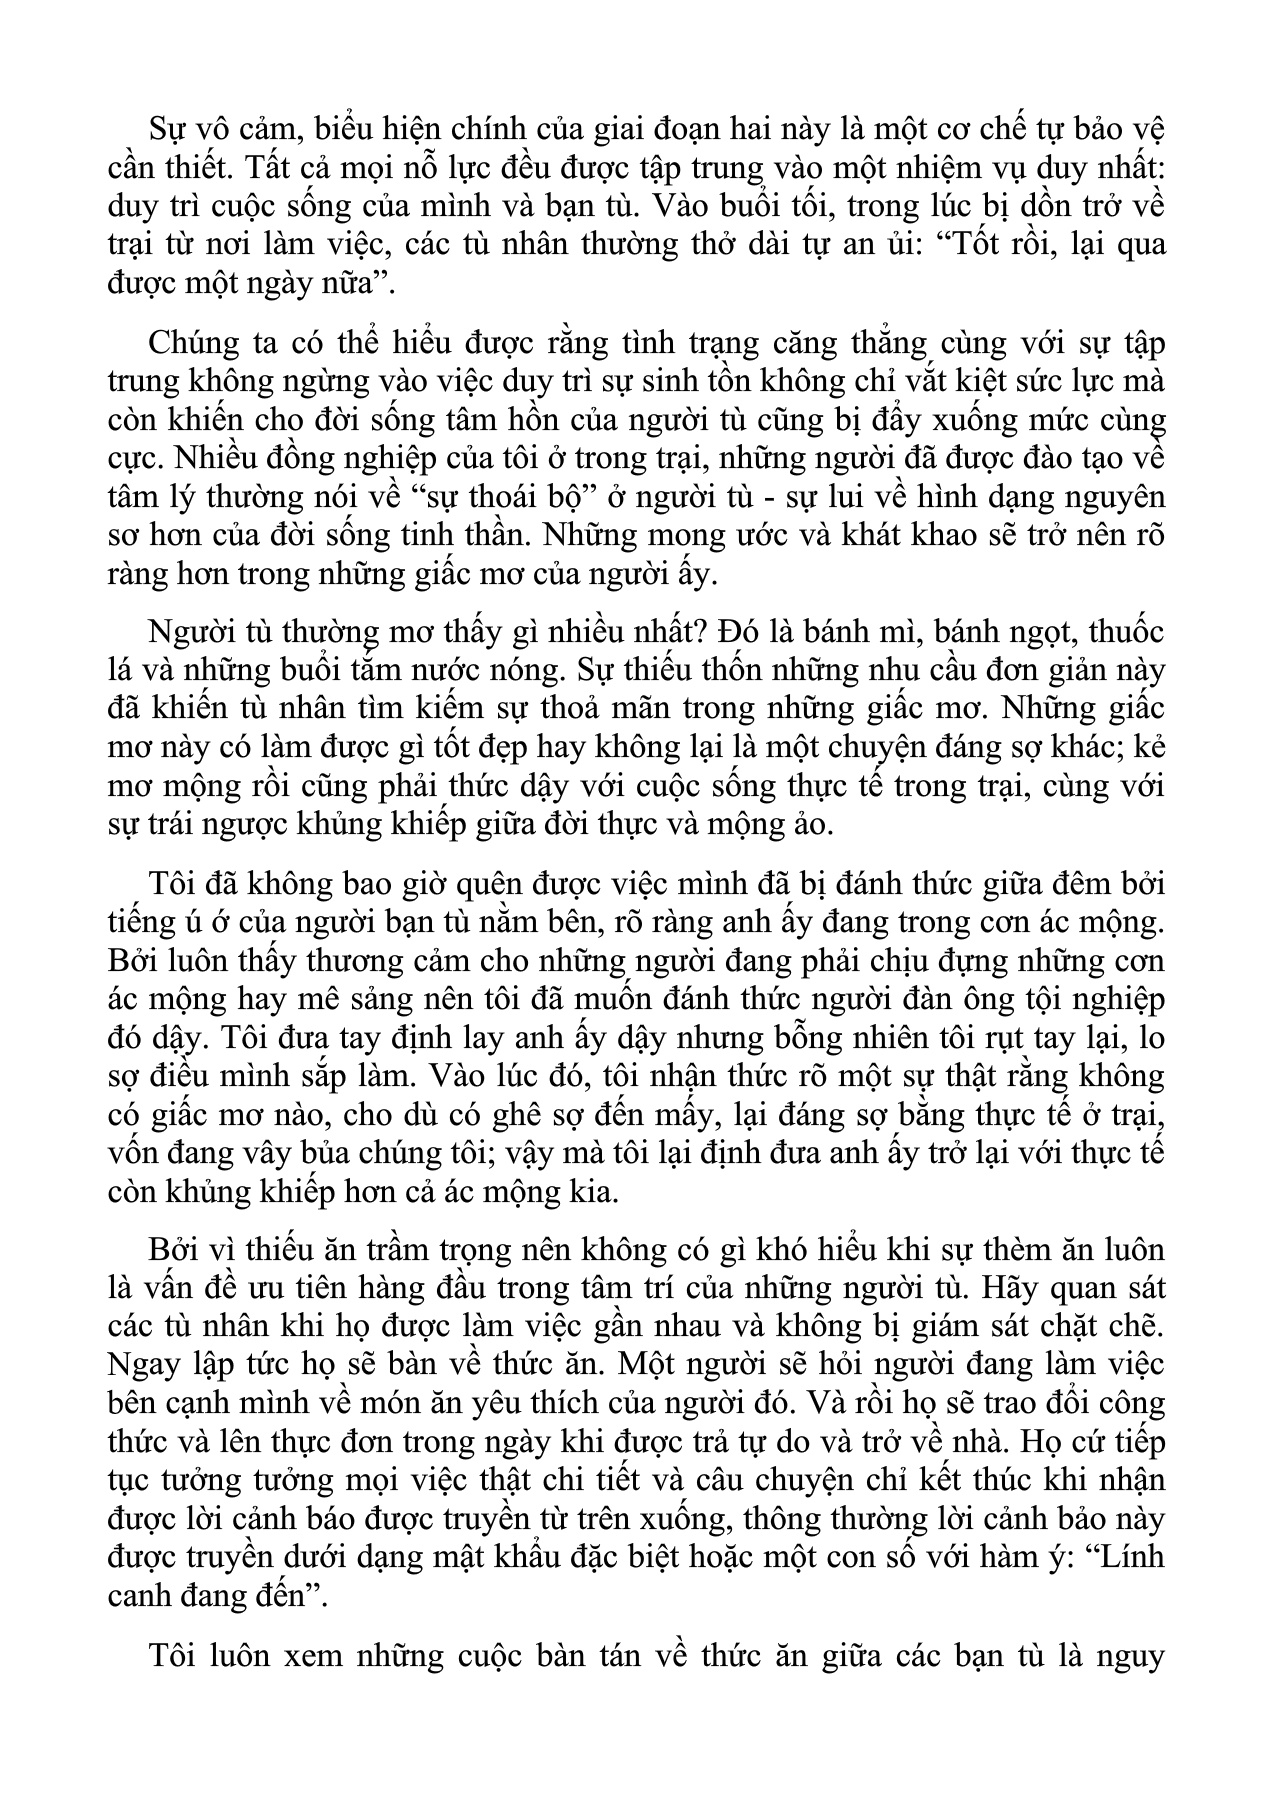 Sự vô cảm, biểu hiện chính của giai đoạn hai này là một cơ chế tự bảo vệ
cần thiết. Tất cả mọi nỗ lực đều được tập trung vào một nhiệm vụ duy nhất:
duy trì cuộc sống của mình và bạn tù. Vào buổi tối, trong lúc bị dồn trở về
trại từ nơi làm việc, các tù nhân thường thở dài tự an ủi: “Tốt rồi, lại qua
được một ngày nữa”.
Chúng ta có thể hiểu được rằng tình trạng căng thẳng cùng với sự tập
trung không ngừng vào việc duy trì sự sinh tồn không chỉ vắt kiệt sức lực mà
còn khiến cho đời sống tâm hồn của người tù cũng bị đẩy xuống mức cùng
cực. Nhiều đồng nghiệp của tôi ở trong trại, những người đã được đào tạo về
tâm lý thường nói về “sự thoái bộ” ở người tù - sự lui về hình dạng nguyên
sơ hơn của đời sống tinh thần. Những mong ước và khát khao sẽ trở nên rõ
ràng hơn trong những giấc mơ của người ấy.
Người tù thường mơ thấy gì nhiều nhất? Đó là bánh mì, bánh ngọt, thuốc
lá và những buổi tắm nước nóng. Sự thiếu thốn những nhu cầu đơn giản này
đã khiến tù nhân tìm kiếm sự thoả mãn trong những giấc mơ. Những giấc
mơ này có làm được gì tốt đẹp hay không lại là một chuyện đáng sợ khác; kẻ
mơ mộng rồi cũng phải thức dậy với cuộc sống thực tế trong trại, cùng với
sự trái ngược khủng khiếp giữa đời thực và mộng ảo.
Tôi đã không bao giờ quên được việc mình đã bị đánh thức giữa đêm bởi
tiếng ú ớ của người bạn tù nằm bên, rõ ràng anh ấy đang trong cơn ác mộng.
Bởi luôn thấy thương cảm cho những người đang phải chịu đựng những cơn
ác mộng hay mê sảng nên tôi đã muốn đánh thức người đàn ông tội nghiệp
đó dậy. Tôi đưa tay định lay anh ấy dậy nhưng bỗng nhiên tôi rụt tay lại, lo
sợ điều mình sắp làm. Vào lúc đó, tôi nhận thức rõ một sự thật rằng không
có giấc mơ nào, cho dù có ghê sợ đến mấy, lại đáng sợ bằng thực tế ở trại,
vốn đang vây bủa chúng tôi; vậy mà tôi lại định đưa anh ấy trở lại với thực tế
còn khủng khiếp hơn cả ác mộng kia.
Bởi vì thiếu ăn trầm trọng nên không có gì khó hiểu khi sự thèm ăn luôn
là vấn đề ưu tiên hàng đầu trong tâm trí của những người tù. Hãy quan sát
các tù nhân khi họ được làm việc gần nhau và không bị giám sát chặt chẽ.
Ngay lập tức họ sẽ bàn về thức ăn. Một người sẽ hỏi người đang làm việc
bên cạnh mình về món ăn yêu thích của người đó. Và rồi họ sẽ trao đổi công
thức và lên thực đơn trong ngày khi được trả tự do và trở về nhà. Họ cứ tiếp
tục tưởng tưởng mọi việc thật chi tiết và câu chuyện chỉ kết thúc khi nhận
được lời cảnh báo được truyền từ trên xuống, thông thường lời cảnh bảo này
được truyền dưới dạng mật khẩu đặc biệt hoặc một con số với hàm ý: “Lính
canh đang đến”.
Tôi luôn xem những cuộc bàn tán về thức ăn giữa các bạn tù là nguy